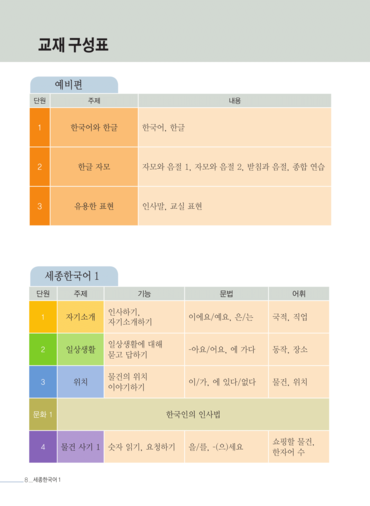 교재 구성표
예비편
단원 주제 내용
1 한국어와 한글 한국어, 한글
2 한글 자모 자모와 음절 1, 자모와 음절 2, 받침과 음절, 종합 연습
3 유용한 표현 인사말, 교실 표현
세종한국어 1
단원 주제 기능 문법 어휘
1 자기소개 인사하기, 자기소개하기 이에요/예요, 은/는 국적, 직업
2 일상생활 일상생활에 대해 묻고 답하기 -아요/어요, 에 가다 동작, 장소
3 위치 물건의 위치 이야기하기 이/가, 에 있다/없다 물건, 위치
문화 1 한국인의 인사법
4 물건 사기 1 숫자 읽기, 요청하기 을/를, -(으)세요 쇼핑할 물건, 한자어 수
8 _ 세종한국어 1